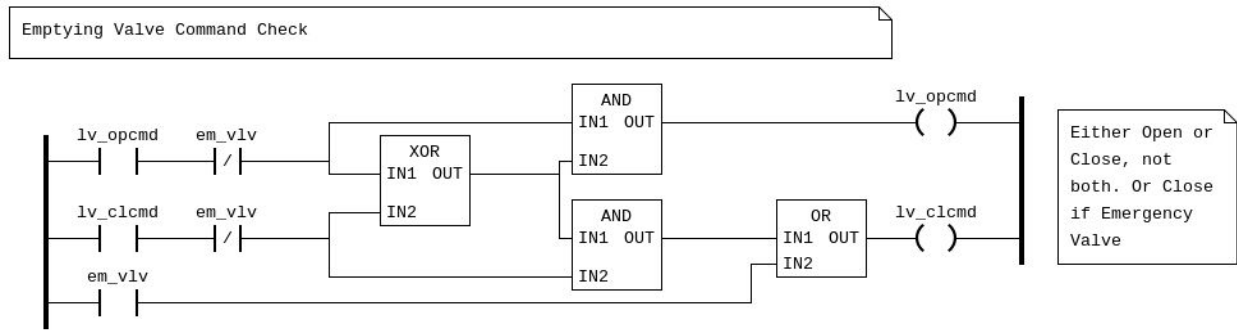 Emptying Valve Command Check
AND
lv_opcmd
IN1 OUT
IN2
lv_opcmd em_vlv
/
XOR
IN1 OUT
IN2
lv_clcmd em_vlv
/
AND
IN1 OUT
IN2
OR
IN1 OUT
IN2
lv_clcmd
em_vlv
Either Open or
Close, not
both. Or Close
if Emergency
Valve